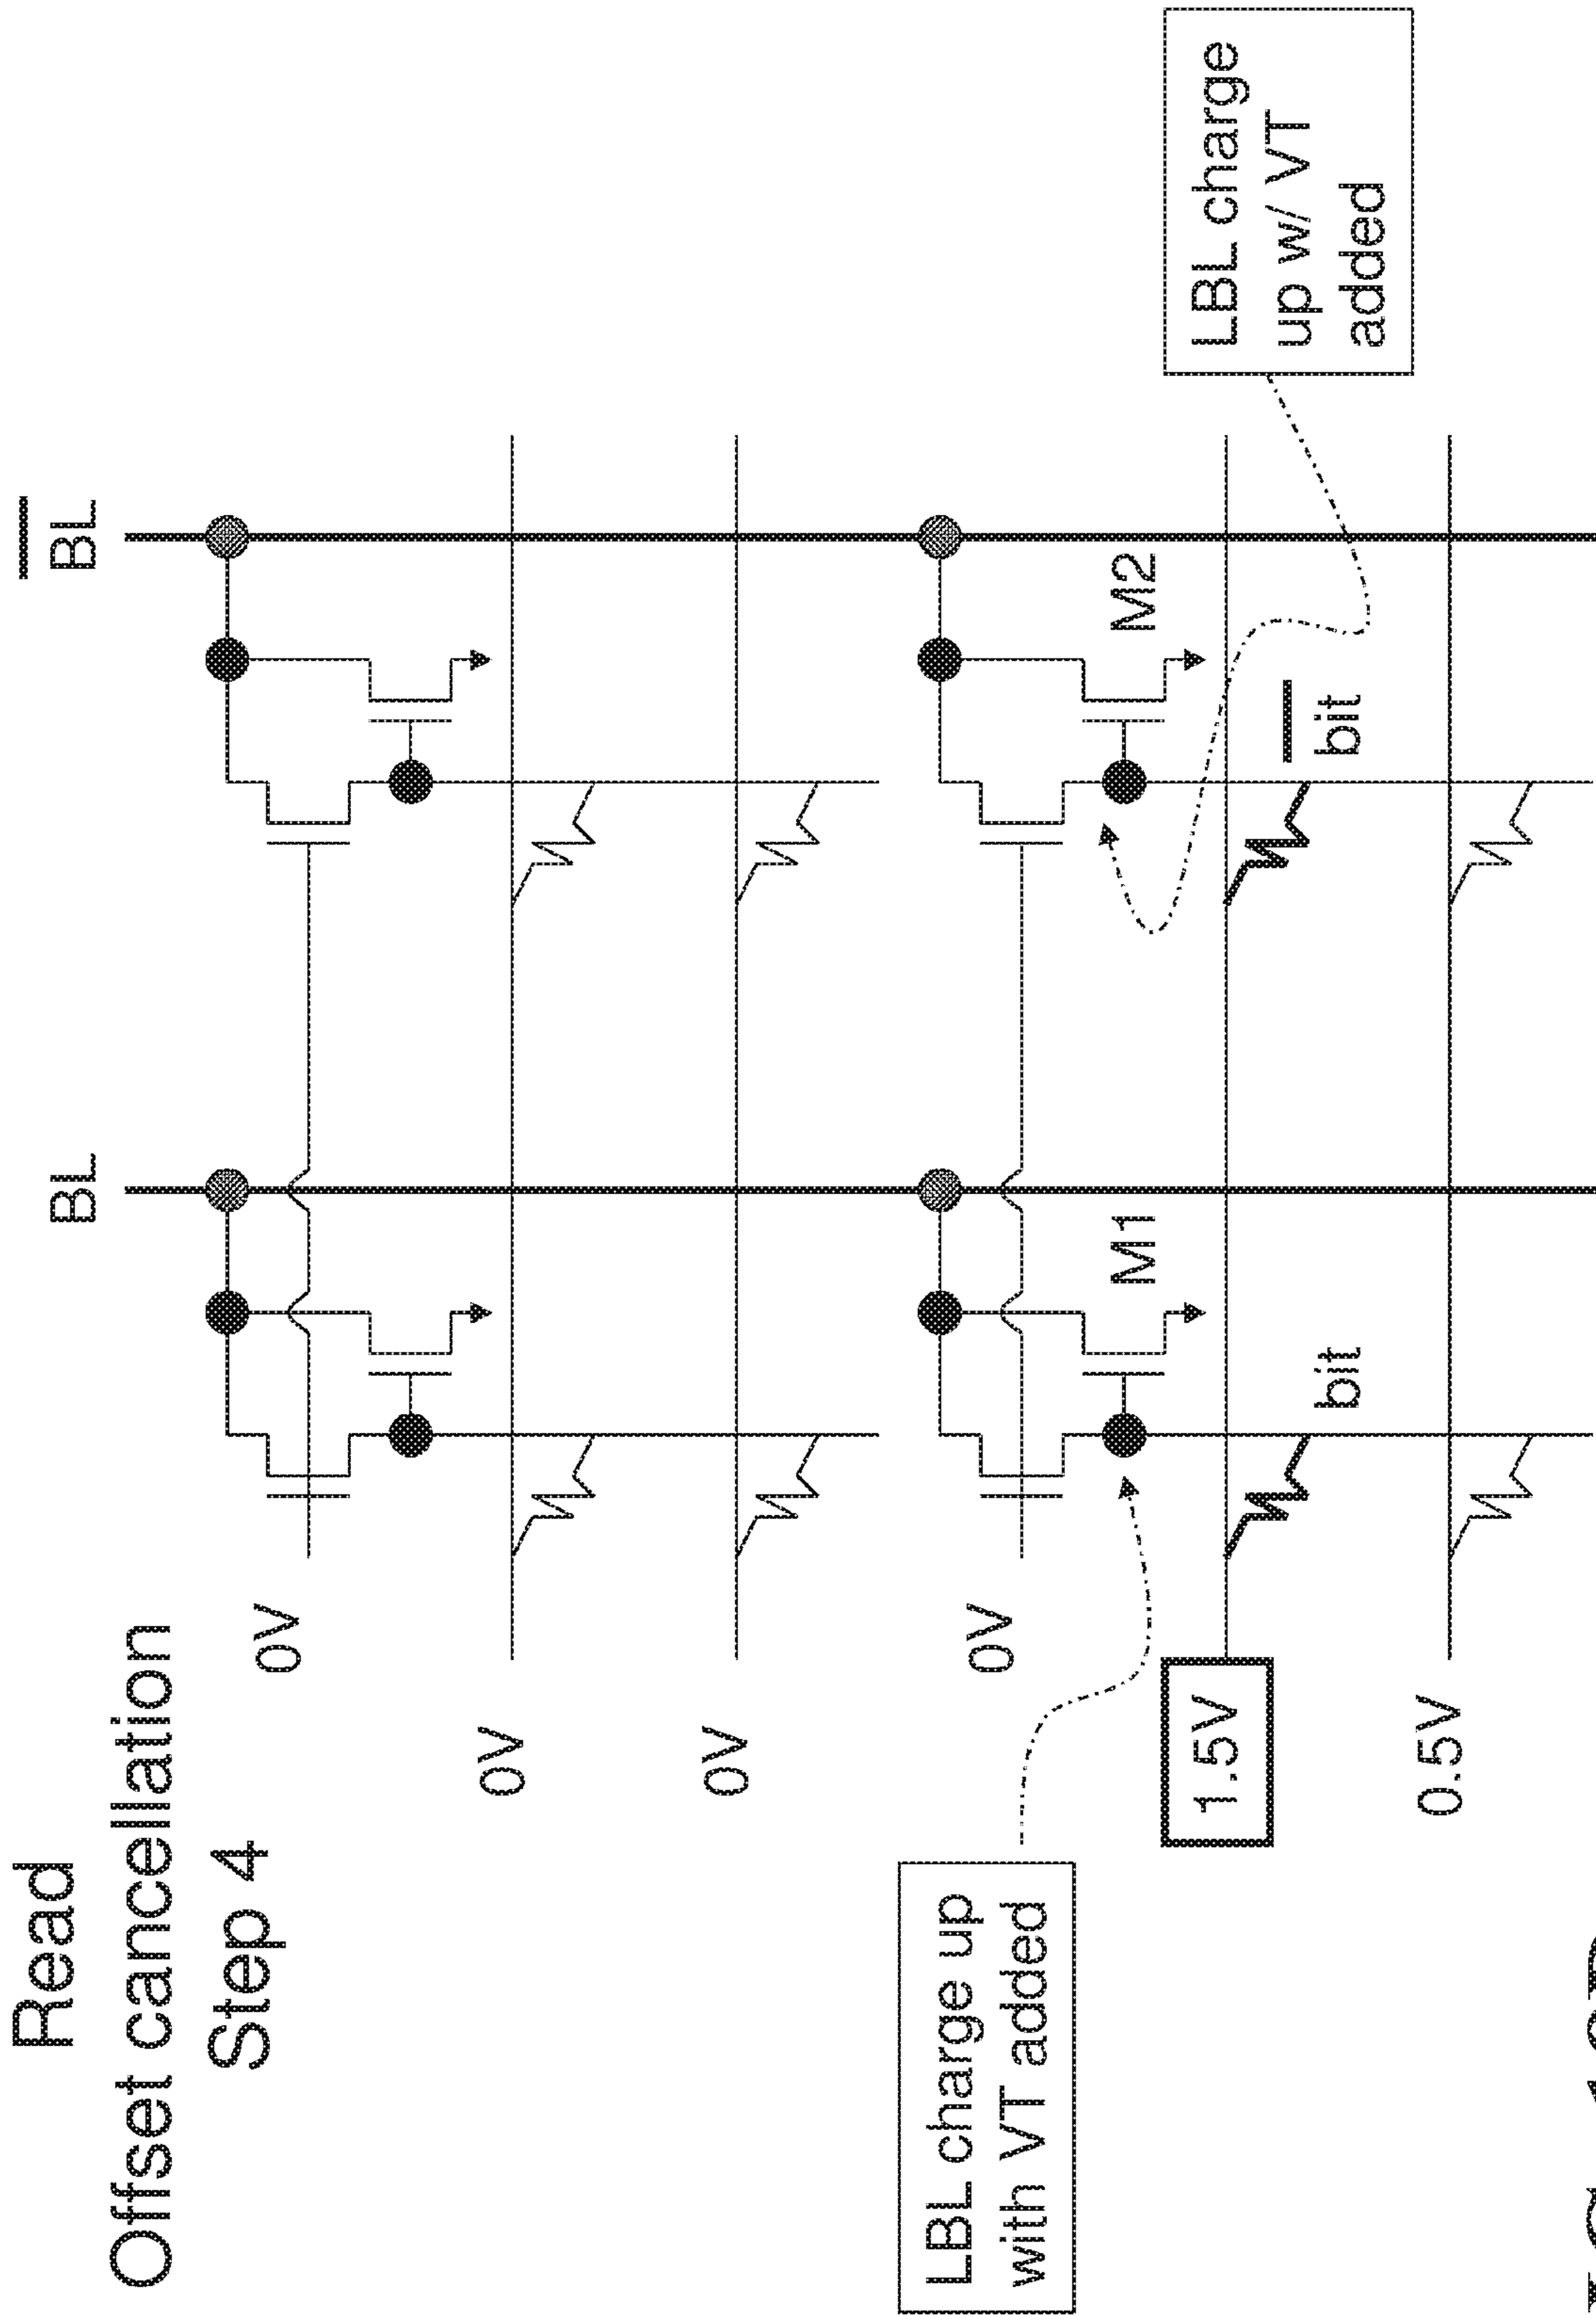 Read
Offset cancellation
Step 4
BL
BL
0V
0V
0V
0V
M1
M2
LBL charge up
with VT added
1.5V
bit
bit
LBL charge
up w/ VT
added
0.5V